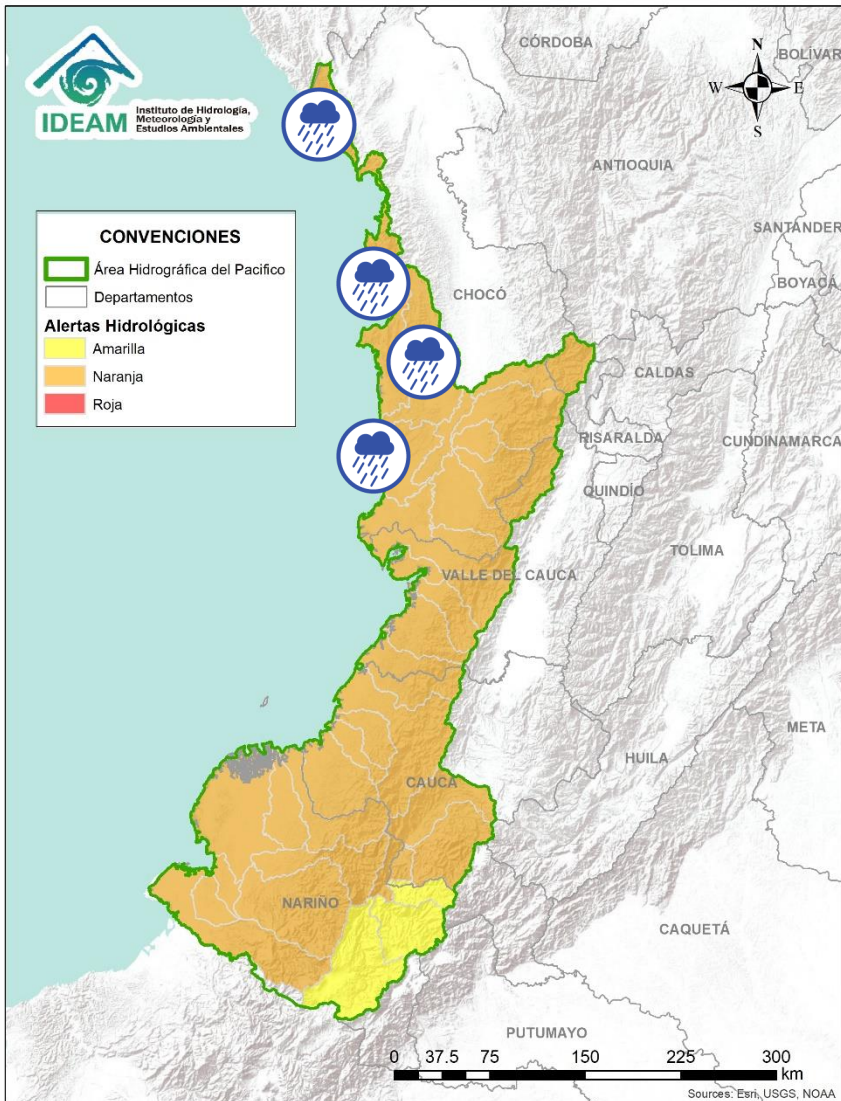 IDEAM
Instituto de Hidrología,
Meteorología y
Estudios Ambientales
N
W
E
S
CONVENCIONES
Área Hidrográfica del Pacifico
Departamentos
Alertas Hidrológicas
Amarilla
Naranja
Roja
CÓRDOBA
BOLÍVAR
ANTIOQUIA
SANTANDER
BOYACÁ
CHOCÓ
CALDAS
RISARALDA
CUNDINAMARCA
QUINDÍO
TOLIMA
VALLE DEL CAUCA
META
HUILA
CAUCA
NARIÑO
CAQUETÁ
PUTUMAYO
0 37.5 75 150 225 300
km
Sources: Esri, USGS, NOAA